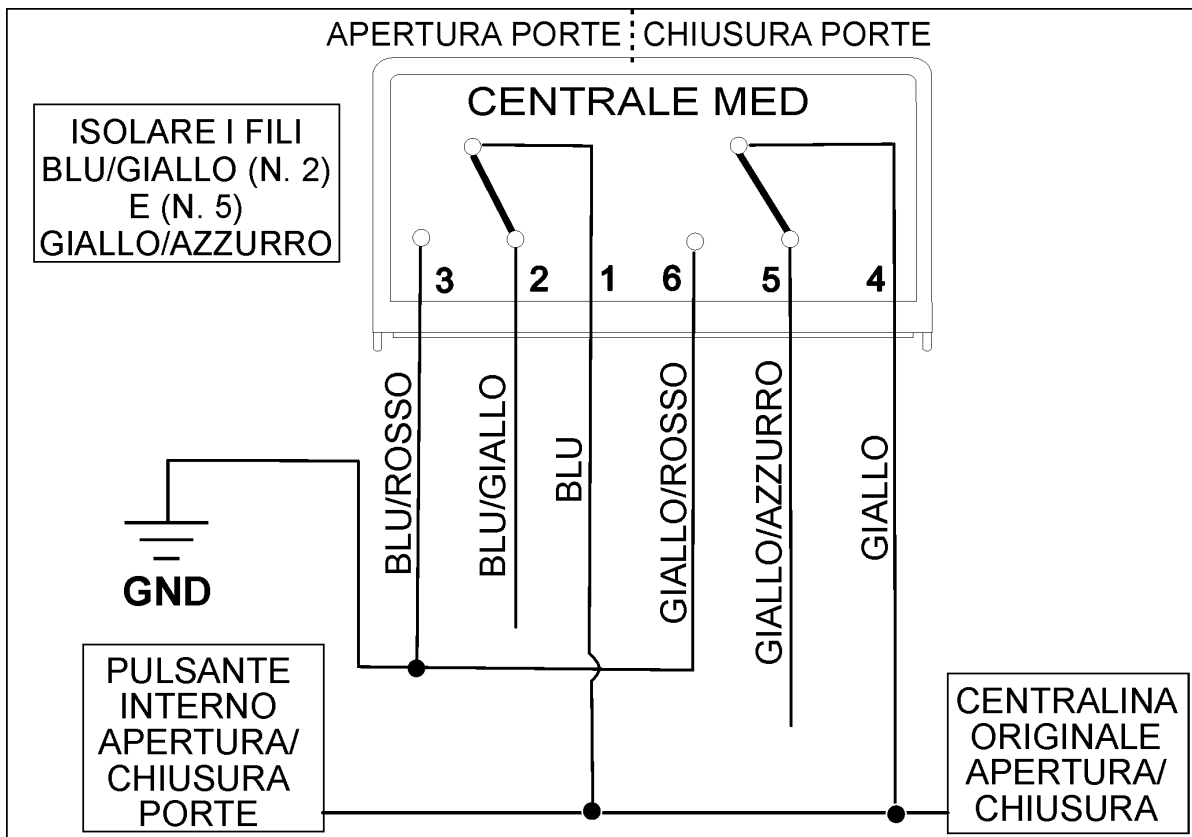 APERTURA PORTE CHIUSURA PORTE
CENTRALE MED
ISOLARE I FILI
BLU/GIALLO (N. 2)
E (N. 5)
GIALLO/AZZURRO
3 2 1 6 5 4
BLU/ROSSO
BLU/GIALLO
BLU
GIALLO/ROSSO
GIALLO/AZZURRO
GIALLO
GND
PULSANTE
INTERNO
APERTURA/
CHIUSURA
PORTE
CENTRALINA
ORIGINALE
APERTURA/
CHIUSURA